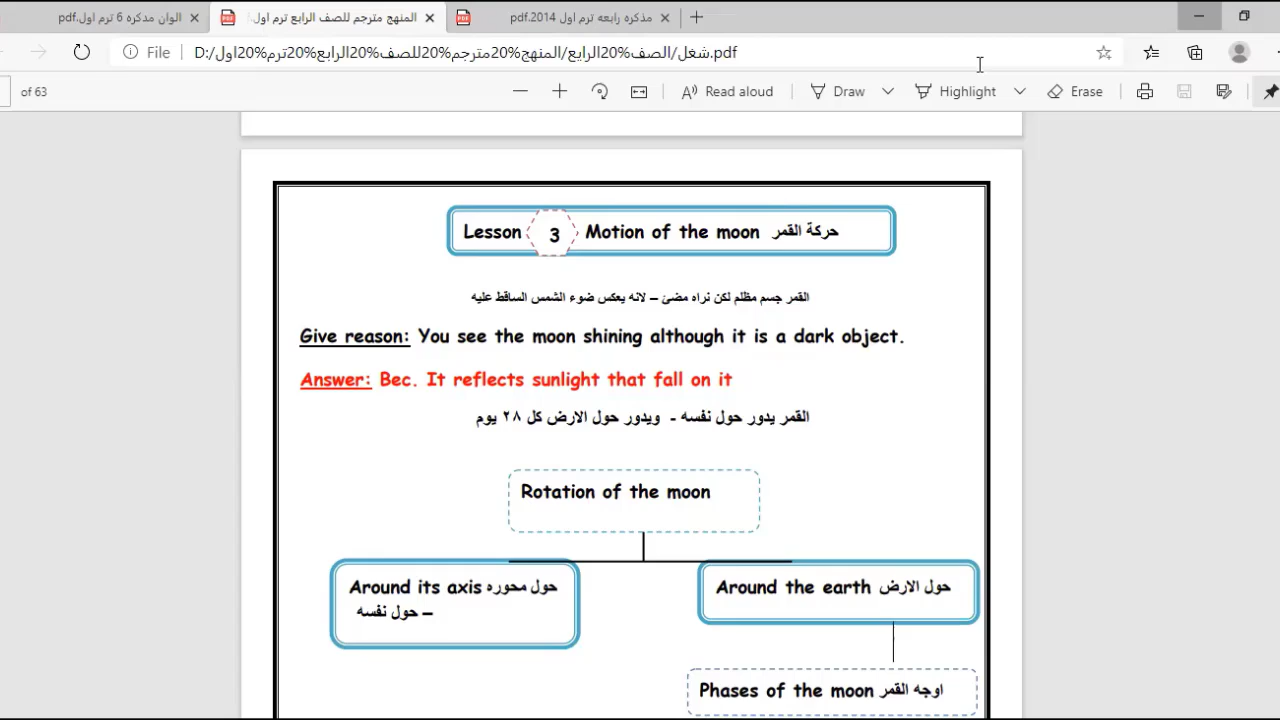 الوان مدكره 6 ترم اول.pdf
المنهج مترجم للصف الرابع ترم اول.
مذكره رابعه ترم اول 2014.pdf
File
D:/شغل/الصف%20الرابع/المنهج%20مترجم%20للصف%20الرابع%20ترم%20اول.pdf
of 63
Read aloud
Draw
Highlight
Erase
Lesson 3 Motion of the moon حركة القمر
القمر جسم مظلم لكن نراه مضئ – لانه يعكس ضوء الشمس الساقط عليه
Give reason: You see the moon shining although it is a dark object.
Answer: Bec. It reflects sunlight that fall on it
القمر يدور حول نفسه - ويدور حول الارض كل ٢٨ يوم
Rotation of the moon
Around its axis حول محوره
– حول نفسه
Around the earth حول الارض
Phases of the moon اوجه القمر